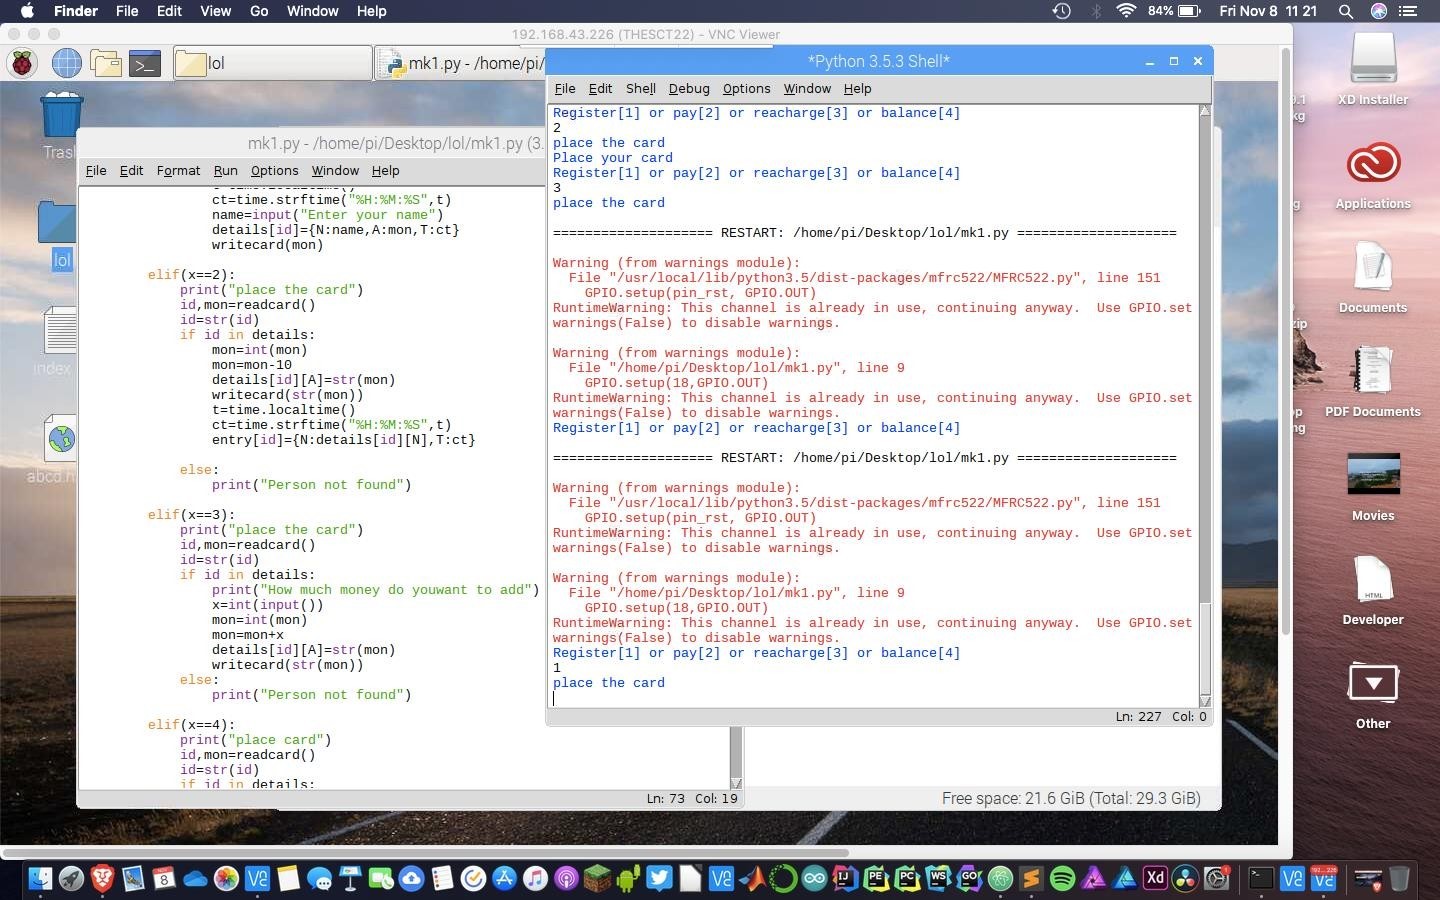 Finder File Edit View Go Window Help 84% Fri Nov 8 11 21
192.168.43.226 (THESCT22) - VNC Viewer
lol
mk1.py - /home/pi/
*Python 3.5.3 Shell*
File Edit Shell Debug Options Window Help
Register[1] or pay[2] or reacharge[3] or balance[4]
2
place the card
Place your card
Register[1] or pay[2] or reacharge[3] or balance[4]
3
place the card
==================== RESTART: /home/pi/Desktop/lol/mk1.py ====================
Warning (from warnings module):
File "/usr/local/lib/python3.5/dist-packages/mfrc522/MFRC522.py", line 151
GPIO.setup(pin_rst, GPIO.OUT)
RuntimeWarning: This channel is already in use, continuing anyway.  Use GPIO.set
warnings(False) to disable warnings.
Warning (from warnings module):
File "/home/pi/Desktop/lol/mk1.py", line 9
GPIO.setup(18,GPIO.OUT)
RuntimeWarning: This channel is already in use, continuing anyway.  Use GPIO.set
warnings(False) to disable warnings.
Register[1] or pay[2] or reacharge[3] or balance[4]
==================== RESTART: /home/pi/Desktop/lol/mk1.py ====================
Warning (from warnings module):
File "/usr/local/lib/python3.5/dist-packages/mfrc522/MFRC522.py", line 151
GPIO.setup(pin_rst, GPIO.OUT)
RuntimeWarning: This channel is already in use, continuing anyway.  Use GPIO.set
warnings(False) to disable warnings.
Warning (from warnings module):
File "/home/pi/Desktop/lol/mk1.py", line 9
GPIO.setup(18,GPIO.OUT)
RuntimeWarning: This channel is already in use, continuing anyway.  Use GPIO.set
warnings(False) to disable warnings.
Register[1] or pay[2] or reacharge[3] or balance[4]
1
place the card
Ln: 227 Col: 0
mk1.py - /home/pi/Desktop/lol/mk1.py (3.
File Edit Format Run Options Window Help
ct=time.strftime("%H:%M:%S",t)
name=input("Enter your name")
details[id]={N:name,A:mon,T:ct}
writecard(mon)
elif(x==2):
print("place the card")
id,mon=readcard()
id=str(id)
if id in details:
mon=int(mon)
mon=mon-10
details[id][A]=str(mon)
writecard(str(mon))
t=time.localtime()
ct=time.strftime("%H:%M:%S",t)
entry[id]={N:details[id][N],T:ct}
else:
print("Person not found")
elif(x==3):
print("place the card")
id,mon=readcard()
id=str(id)
if id in details:
print("How much money do youwant to add")
x=int(input())
mon=int(mon)
mon=mon+x
details[id][A]=str(mon)
writecard(str(mon))
else:
print("Person not found")
elif(x==4):
print("place card")
id,mon=readcard()
id=str(id)
if id in details:
Ln: 73 Col: 19
Free space: 21.6 GiB (Total: 29.3 GiB)
Tras
lol
index
abcd.h
XD Installer
Applications
Documents
PDF Documents
Movies
HTML
Developer
Other
9.1
kg
g
zip
op
ng
8
IJ PE PC WS GO Xd